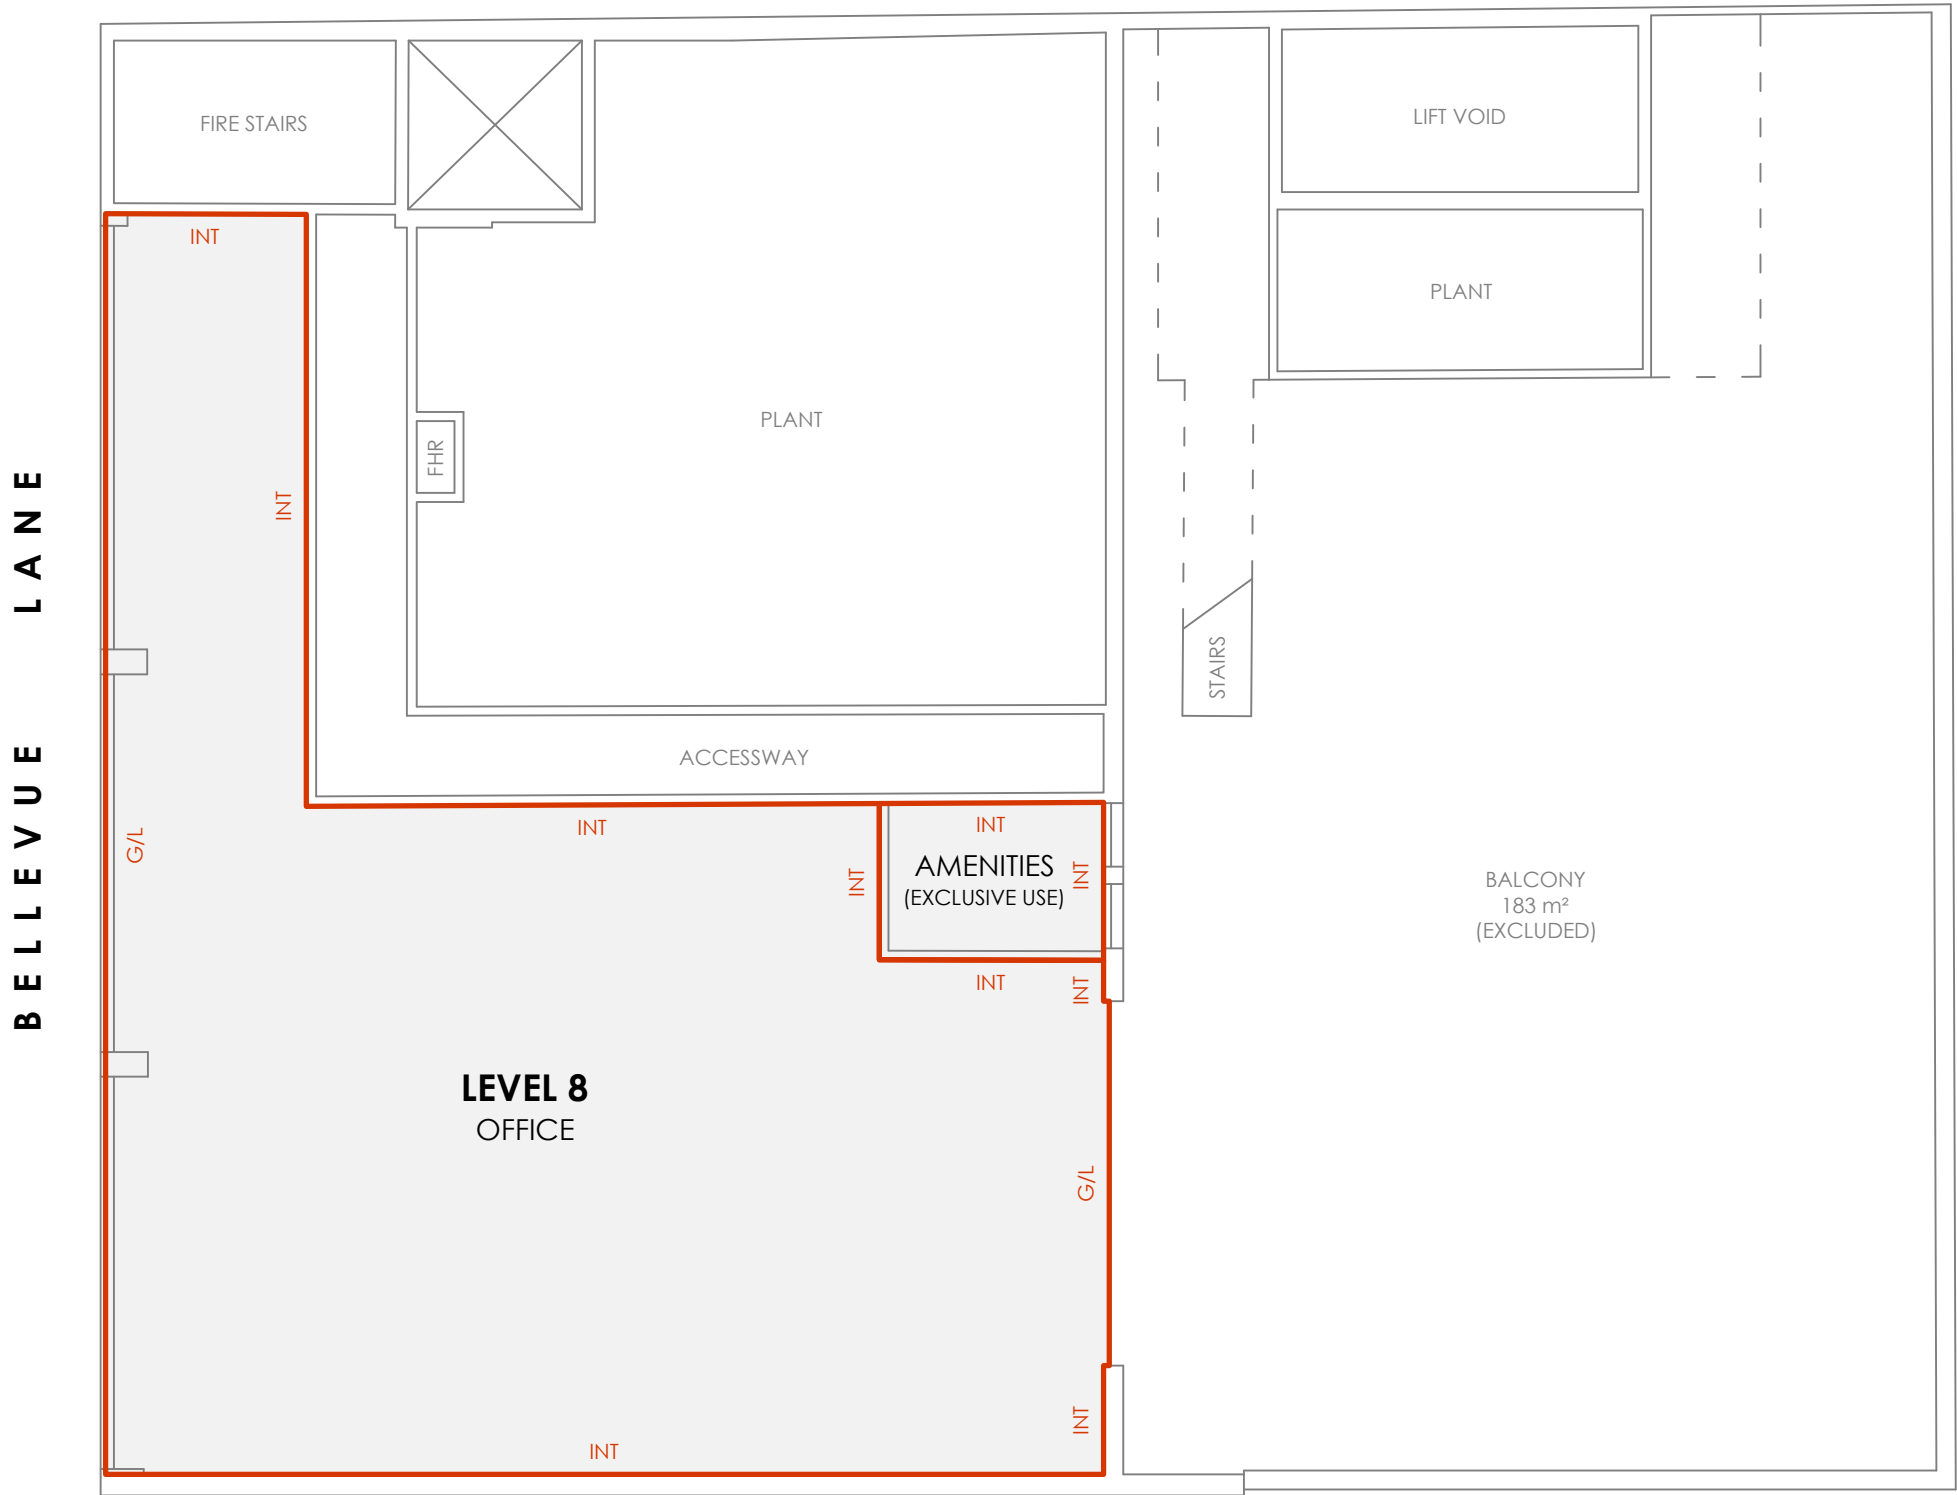 FIRE STAIRS
LIFT VOID
INT
PLANT
PLANT
FHR
INT
STAIRS
BELLEVUE LANE
ACCESSWAY
G/L
INT
INT
INT
AMENITIES
(EXCLUSIVE USE)
INT
BALCONY
183 m²
(EXCLUDED)
INT
INT
LEVEL 8
OFFICE
G/L
INT
INT